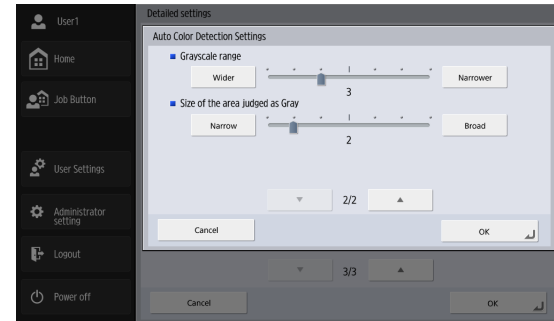 User1
Home
Job Button
User Settings
Administrator
setting
Logout
Power off
Detailed settings
Auto Color Detection Settings
Grayscale range
Wider
Narrower
3
Size of the area judged as Gray
Narrow
Broad
2
2/2
Cancel
OK
3/3
Cancel
OK